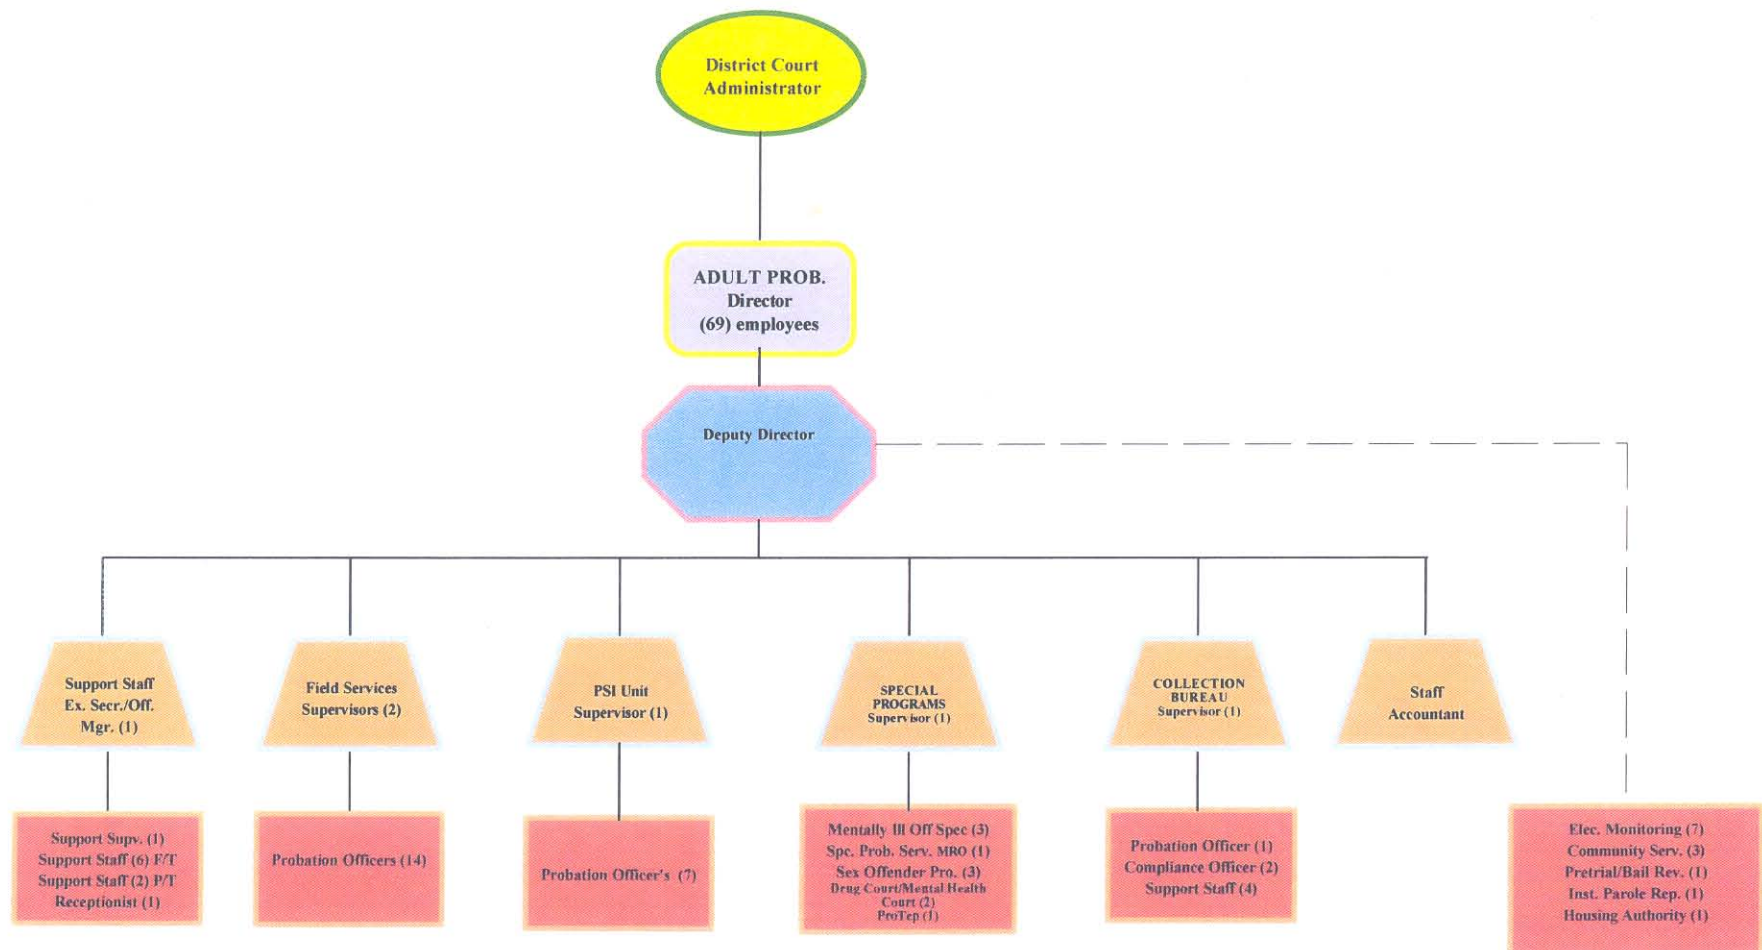 District Court
Administrator
ADULT PROB.
Director
(69) employees
Deputy Director
Support Staff
Ex. Secr./Off.
Mgr. (1)
Field Services
Supervisors (2)
PSI Unit
Supervisor (1)
SPECIAL
PROGRAMS
Supervisor (1)
COLLECTION
BUREAU
Supervisor (1)
Staff
Accountant
Support Supv. (1)
Support Staff (6) F/T
Support Staff (2) P/T
Receptionist (1)
Probation Officers (14)
Probation Officer's (7)
Mentally Ill Off Spec (3)
Spc. Prob. Serv. MRO (1)
Sex Offender Pro. (3)
Drug Court/Mental Health
Court (2)
ProTep (1)
Probation Officer (1)
Compliance Officer (2)
Support Staff (4)
Elec. Monitoring (7)
Community Serv. (3)
Pretrial/Bail Rev. (1)
Inst. Parole Rep. (1)
Housing Authority (1)